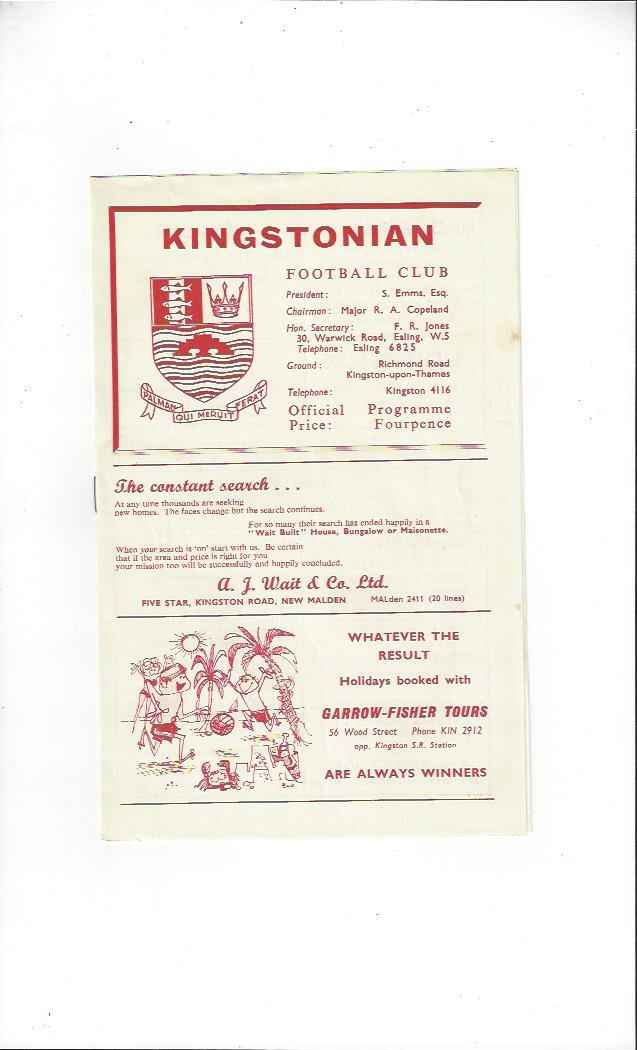 KINGSTONIAN
FOOTBALL CLUB
President: S. Emms, Esq.
Chairman: Major R. A. Copeland
Hon. Secretary: F. R. Jones
30, Warwick Road, Ealing, W.5
Telephone: Ealing 6825
Ground: Richmond Road
Kingston-upon-Thames
Telephone: Kingston 4116
Official Programme
Price: Fourpence
PALMAM QUI MERUIT FERAT
The constant search . . .
At any time thousands are seeking
new homes. The faces change but the search continues.
For so many their search has ended happily in a
"Wait Built" House, Bungalow or Maisonette.
When your search is 'on' start with us. Be certain
that if the area and price is right for you
your mission too will be successfully and happily concluded.
A. J. Wait & Co. Ltd.
FIVE STAR, KINGSTON ROAD, NEW MALDEN MALden 2411 (20 lines)
WHATEVER THE
RESULT
Holidays booked with
GARROW-FISHER TOURS
56 Wood Street Phone KIN 2912
opp. Kingston S.R. Station
ARE ALWAYS WINNERS